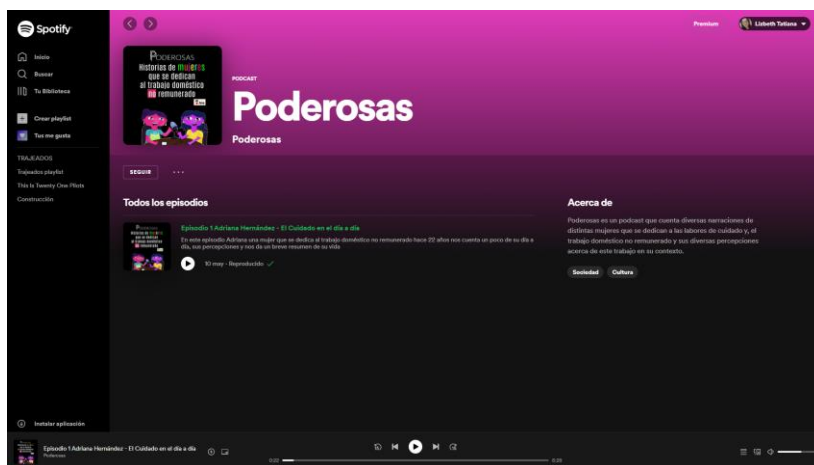 Spotify
Inicio
Buscar
Tu Biblioteca
Crear playlist
Tus me gusta
TRAJEADOS
Trajeados playlist
This Is Twenty One Pilots
Construcción
Instalar aplicación
Premium
Lizbeth Tatiana
PODEROSAS
Historias de mujeres
que se dedican
al trabajo doméstico
no remunerado
PODCAST
Poderosas
Poderosas
SEGUIR
Todos los episodios
Episodio 1 Adriana Hernández - El Cuidado en el día a día
En este episodio Adriana una mujer que se dedica al trabajo doméstico no remunerado hace 22 años nos cuenta un poco de su día a
día, sus percepciones y nos da un breve resumen de su vida
10 may · Reproducido
Acerca de
Poderosas es un podcast que cuenta diversas narraciones de
distintas mujeres que se dedican a las labores de cuidado y, el
trabajo doméstico no remunerado y sus diversas percepciones
acerca de este trabajo en su contexto.
Sociedad Cultura
Episodio 1 Adriana Hernández - El Cuidado en el día a día
Poderosas